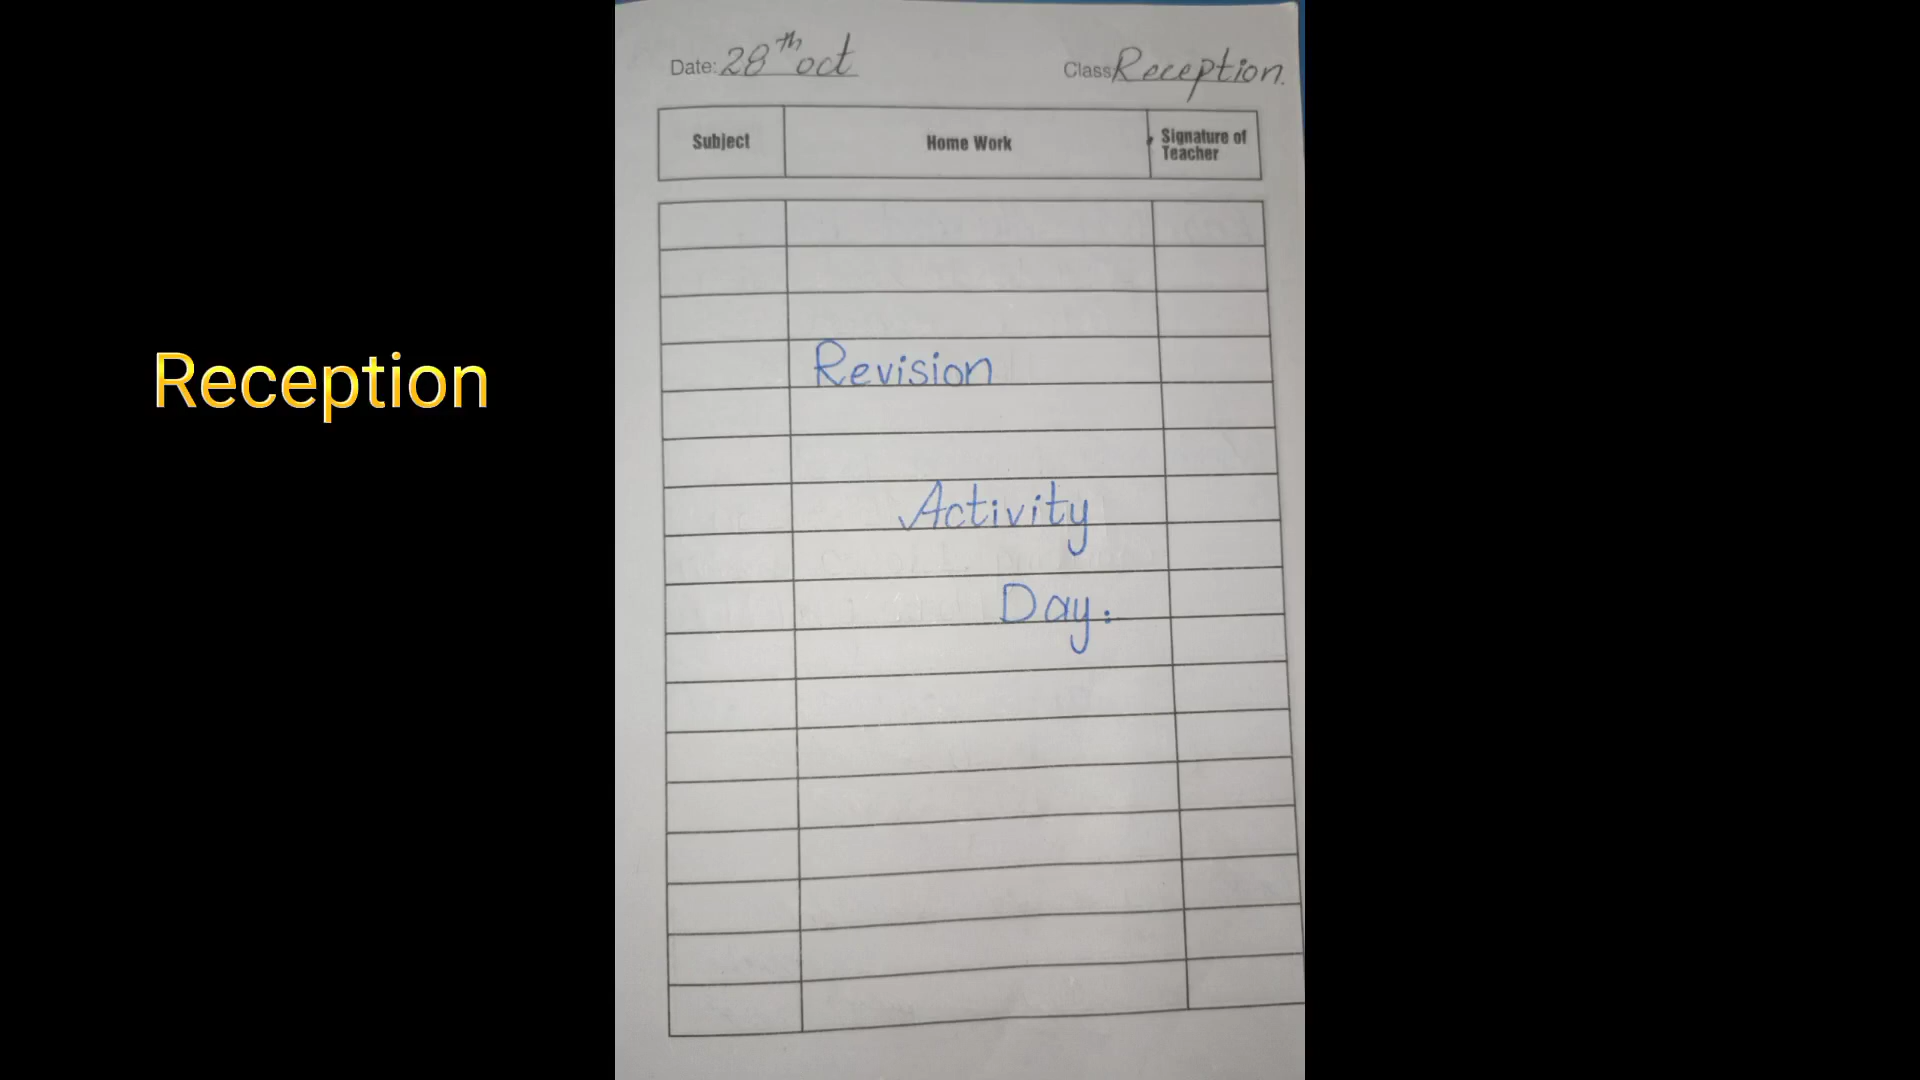 Reception
Date: 28th oct
Class: Reception.
Subject
Home Work
Signature of
Teacher
Revision
Activity
Day.